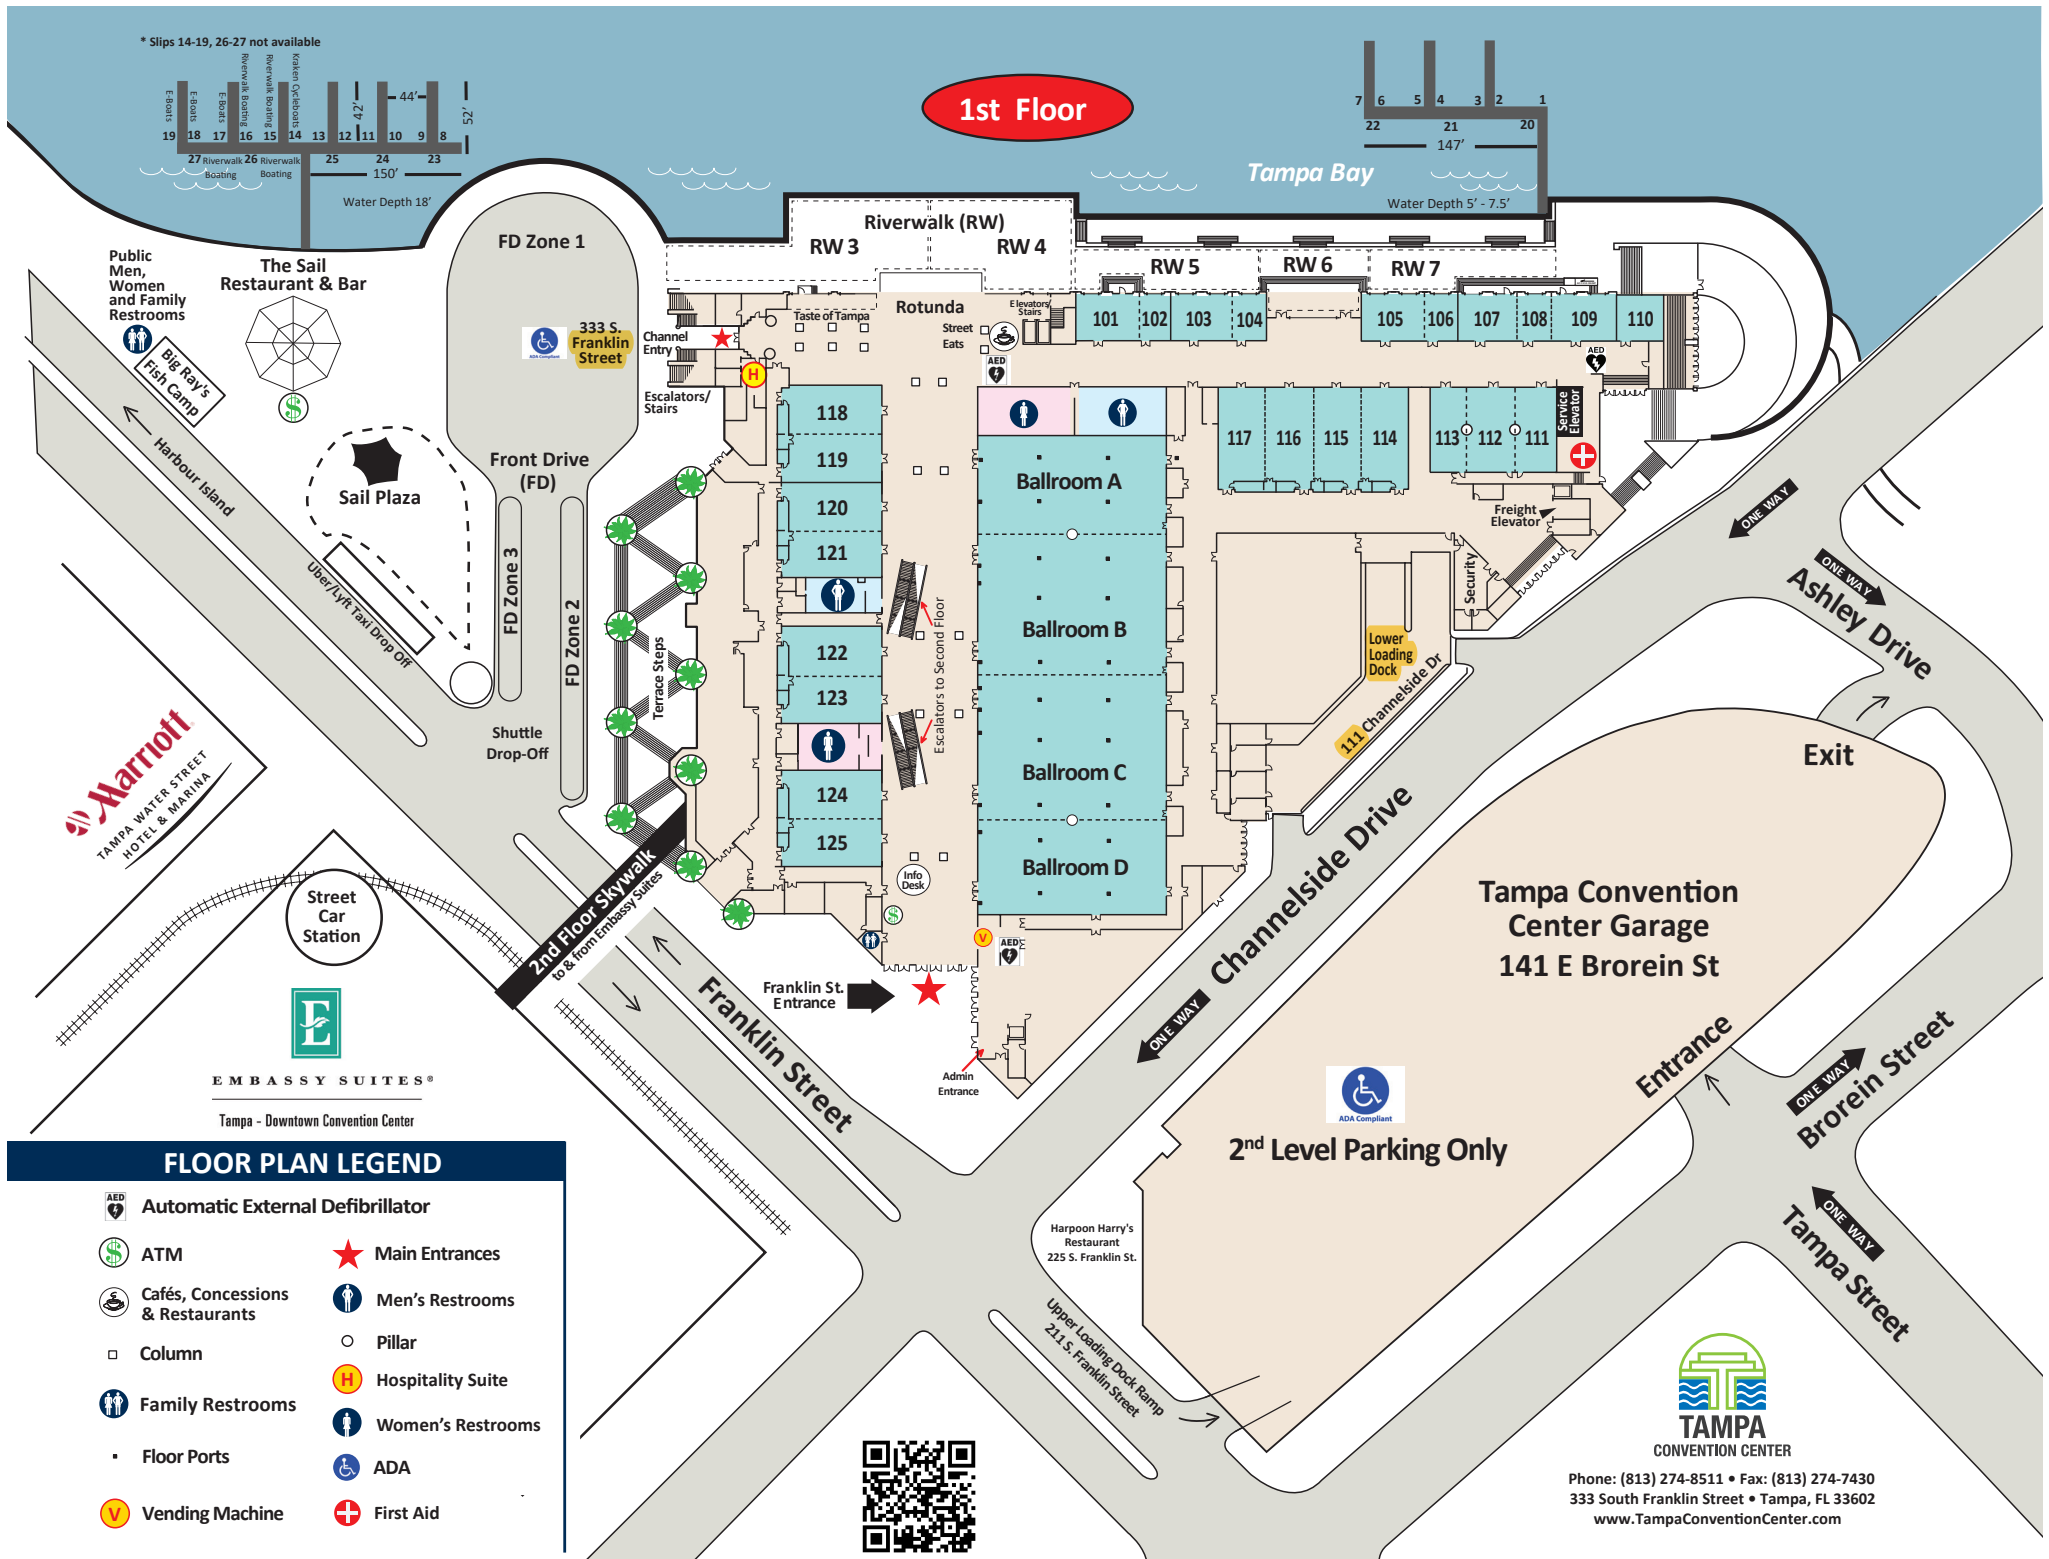 * Slips 14-19, 26-27 not available
E-Boats
E-Boats
E-Boats
Riverwalk Boating
Riverwalk Boating
Kraken Cycleboats
42’
44’
52’
19 18 17 16 15 14 13 12 11 10 9 8
27 Riverwalk Boating 26 Riverwalk Boating 25 24 23
150’
Water Depth 18’
1st Floor
7 6 5 4 3 2 1
22 21 20
147’
Tampa Bay
Water Depth 5’ - 7.5’
Riverwalk (RW)
RW 3
RW 4
RW 5
RW 6
RW 7
FD Zone 1
Public
Men,
Women
and Family
Restrooms
The Sail
Restaurant & Bar
Big Ray's
Fish Camp
Harbour Island
Sail Plaza
Uber/Lyft Taxi Drop Off
ADA Compliant
333 S.
Franklin
Street
Channel
Entry
Escalators/
Stairs
H
Taste of Tampa
Rotunda
Elevators/
Stairs
Street
Eats
AED
101 102 103 104
105 106 107 108 109 110
AED
Service
Elevator
118
119
120
121
122
123
124
125
Ballroom A
Ballroom B
Ballroom C
Ballroom D
117 116 115 114
113 112 111
Freight
Elevator
Security
Lower
Loading
Dock
111 Channelside Dr
Front Drive
(FD)
FD Zone 3
FD Zone 2
Terrace Steps
Shuttle
Drop-Off
Escalators to Second Floor
Info
Desk
V
AED
Franklin St.
Entrance
Admin
Entrance
2nd Floor Skywalk
to & from Embassy Suites
Marriott
TAMPA WATER STREET
HOTEL & MARINA
Street
Car
Station
E
EMBASSY SUITES®
Tampa - Downtown Convention Center
Franklin Street
Channelside Drive
ONE WAY
ONE WAY
ONE WAY
Ashley Drive
Exit
Tampa Convention
Center Garage
141 E Brorein St
Entrance
ONE WAY
Brorein Street
ONE WAY
Tampa Street
ADA Compliant
2nd Level Parking Only
Harpoon Harry's
Restaurant
225 S. Franklin St.
Upper Loading Dock Ramp
211 S. Franklin Street
FLOOR PLAN LEGEND
AED
Automatic External Defibrillator
ATM
Cafés, Concessions
& Restaurants
Column
Family Restrooms
Floor Ports
V
Vending Machine
Main Entrances
Men’s Restrooms
Pillar
H
Hospitality Suite
Women’s Restrooms
ADA
First Aid
TAMPA
CONVENTION CENTER
Phone: (813) 274-8511 • Fax: (813) 274-7430
333 South Franklin Street • Tampa, FL 33602
www.TampaConventionCenter.com